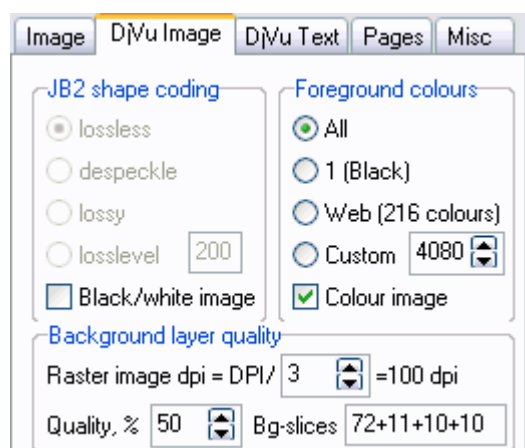 Image DjVu Image DjVu Text Pages Misc
JB2 shape coding
lossless
despeckle
lossy
losslevel 200
Black/white image
Foreground colours
All
1 (Black)
Web (216 colours)
Custom 4080
Colour image
Background layer quality
Raster image dpi = DPI/ 3 =100 dpi
Quality, % 50 Bg-slices 72+11+10+10